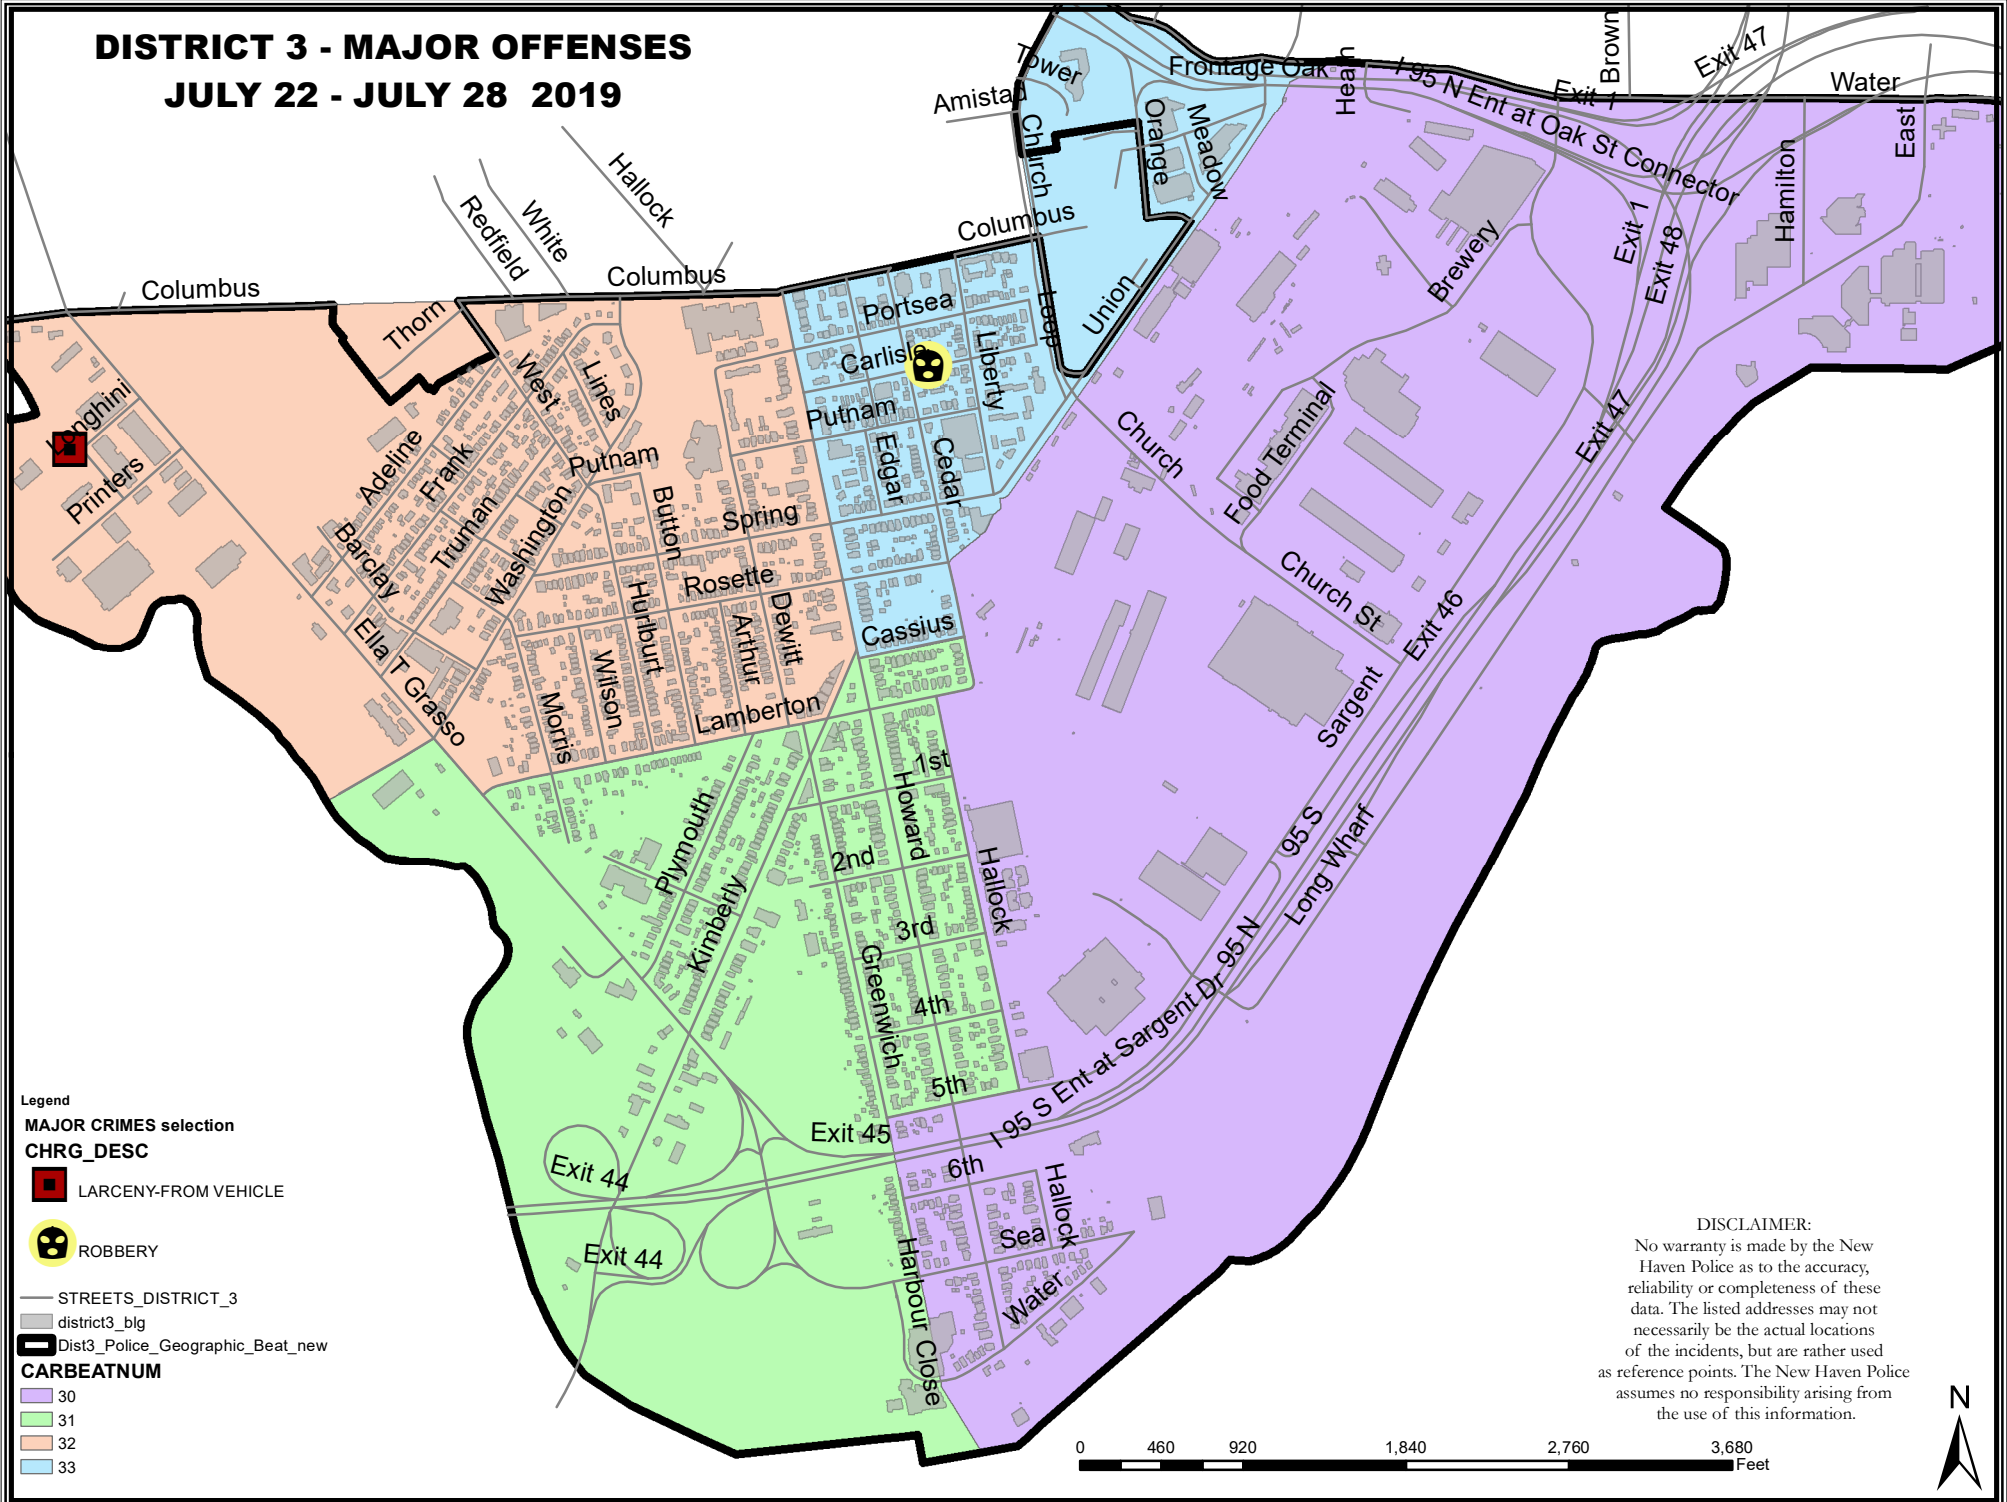 DISTRICT 3 - MAJOR OFFENSES
JULY 22 - JULY 28 2019
Tower
Amistad
Church
Frontage Oak
Heath
I 95 N Ent at Oak St Connector
Exit 1
Brown
Exit 47
Water
East
Hamilton
Orange
Meadow
Hallock
White
Redfield
Columbus
Columbus
Columbus
Thorn
Portsea
Carlisle
Putnam
Liberty
Loop
Union
Brewery
Exit 1
Exit 48
Longhini
Printers
Adeline
Frank
Truman
Washington
West
Lines
Putnam
Button
Spring
Edgar
Cedar
Church
Food Terminal
Exit 47
Barclay
Ella T Grasso
Hurlburt
Rosette
Arthur
Dewitt
Cassius
Church St
Exit 46
Sargent
Morris
Wilson
Lamberton
1st
Howard
Plymouth
Kimberly
2nd
Hallock
3rd
Greenwich
4th
5th
95 S
Long Wharf
95 N
I 95 S Ent at Sargent Dr
Exit 45
Exit 44
6th
Hallock
Sea
Exit 44
Harbour Close
Water
Legend
MAJOR CRIMES selection
CHRG_DESC
LARCENY-FROM VEHICLE
ROBBERY
STREETS_DISTRICT_3
district3_blg
Dist3_Police_Geographic_Beat_new
CARBEATNUM
30
31
32
33
DISCLAIMER:
No warranty is made by the New
Haven Police as to the accuracy,
reliability or completeness of these
data. The listed addresses may not
necessarily be the actual locations
of the incidents, but are rather used
as reference points. The New Haven Police
assumes no responsibility arising from
the use of this information.
N
0 460 920 1,840 2,760 3,680
Feet